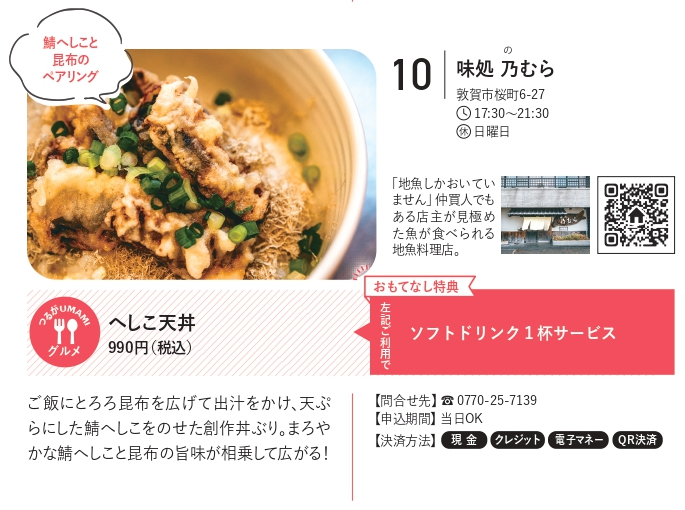 鯖へしこと
昆布の
ペアリング
10
の
味処 乃むら
敦賀市桜町6-27
17:30〜21:30
休 日曜日
「地魚しかおいてい
ません」仲買人でも
ある店主が見極め
た魚が食べられる
地魚料理店。
のむら
おもてなし特典
左記ご利用で
ソフトドリンク1杯サービス
つるがUMAMI
グルメ
へしこ天丼
990円（税込）
ご飯にとろろ昆布を広げて出汁をかけ、天ぷ
らにした鯖へしこをのせた創作丼ぶり。まろや
かな鯖へしこと昆布の旨味が相乗して広がる！
【問合せ先】☎ 0770-25-7139
【申込期間】当日OK
【決済方法】現金 クレジット 電子マネー QR決済